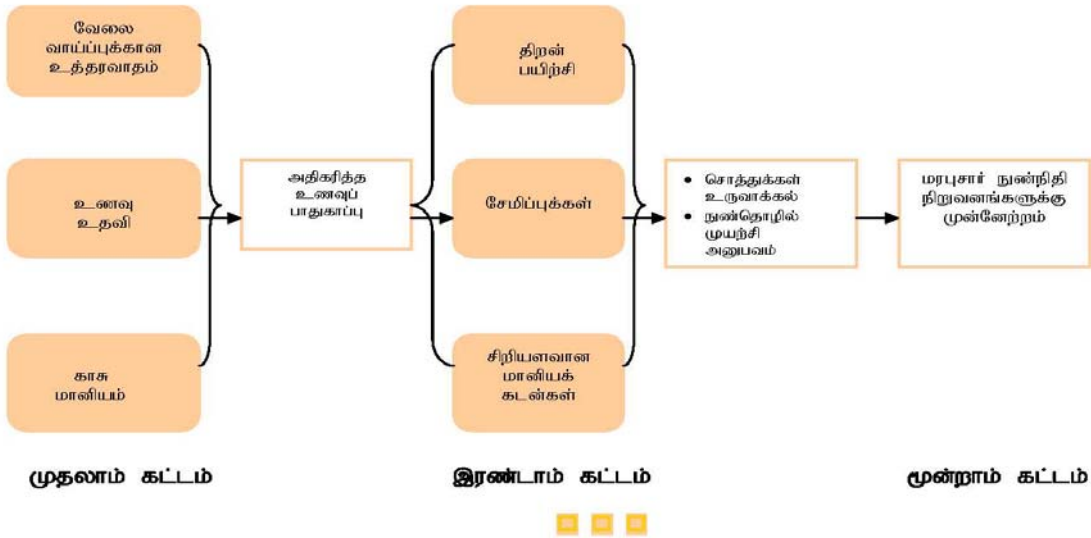 வேலை
வாய்ப்புக்கான
உத்தரவாதம்
உணவு
உதவி
காசு
மானியம்
அதிகரித்த
உணவுப்
பாதுகாப்பு
திறன்
பயிற்சி
சேமிப்புக்கள்
சிறியளவான
மானியக்
கடன்கள்
• சொத்துக்கள்
உருவாக்கல்
• நுண்தொழில்
முயற்சி
அனுபவம்
மரபுசார் நுண்நிதி
நிறுவனங்களுக்கு
முன்னேற்றம்
முதலாம் கட்டம்
இரண்டாம் கட்டம்
மூன்றாம் கட்டம்